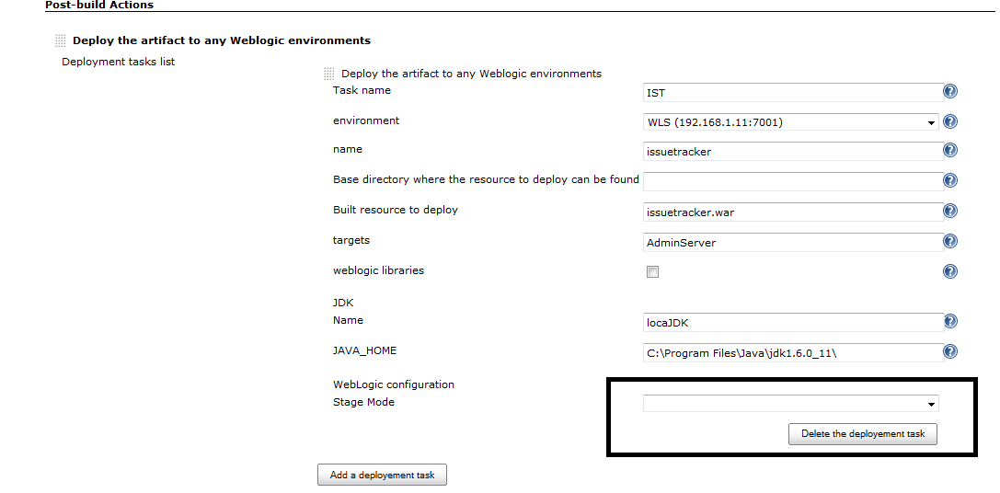 Post-build Actions
Deploy the artifact to any Weblogic environments
Deployment tasks list
Deploy the artifact to any Weblogic environments
Task name IST ?
environment WLS (192.168.1.11:7001) ?
name issuetracker ?
Base directory where the resource to deploy can be found ?
Built resource to deploy issuetracker.war ?
targets AdminServer ?
weblogic libraries ?
JDK
Name locaJDK ?
JAVA_HOME C:\Program Files\Java\jdk1.6.0_11\ ?
WebLogic configuration
Stage Mode
Delete the deployement task
Add a deployement task